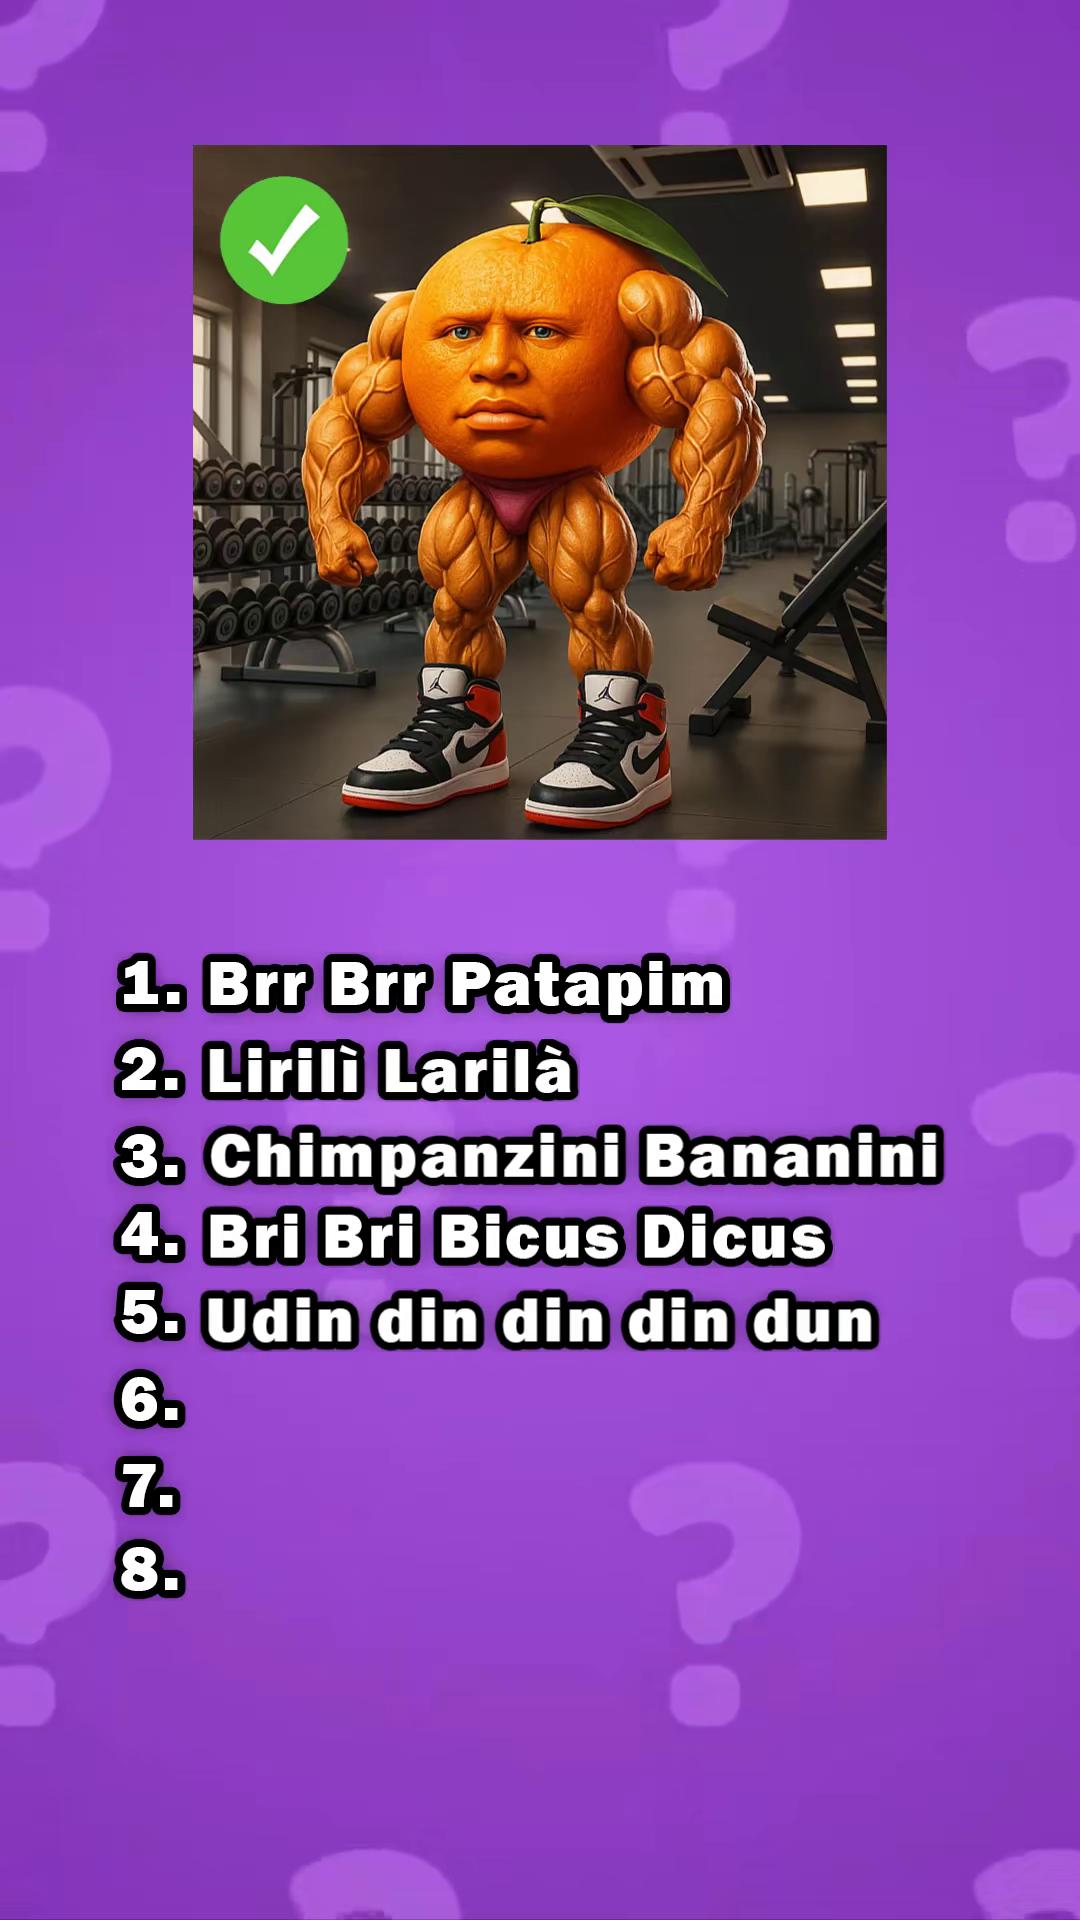 1. Brr Brr Patapim
2. Lirilì Larilà
3. Chimpanzini Bananini
4. Bri Bri Bicus Dicus
5. Udin din din din dun
6.
7.
8.